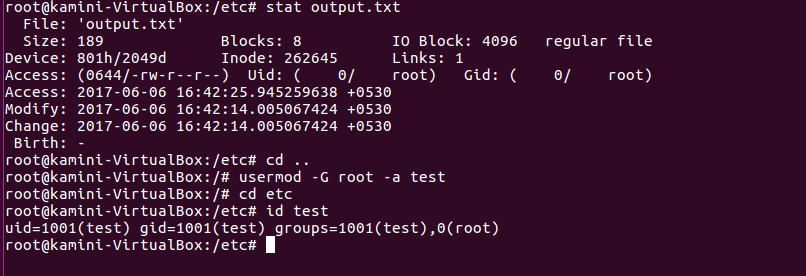 root@kamini-VirtualBox:/etc# stat output.txt
  File: 'output.txt'
  Size: 189             Blocks: 8          IO Block: 4096   regular file
Device: 801h/2049d      Inode: 262645      Links: 1
Access: (0644/-rw-r--r--)  Uid: (    0/    root)   Gid: (    0/    root)
Access: 2017-06-06 16:42:25.945259638 +0530
Modify: 2017-06-06 16:42:14.005067424 +0530
Change: 2017-06-06 16:42:14.005067424 +0530
 Birth: -
root@kamini-VirtualBox:/etc# cd ..
root@kamini-VirtualBox:/# usermod -G root -a test
root@kamini-VirtualBox:/# cd etc
root@kamini-VirtualBox:/etc# id test
uid=1001(test) gid=1001(test) groups=1001(test),0(root)
root@kamini-VirtualBox:/etc#